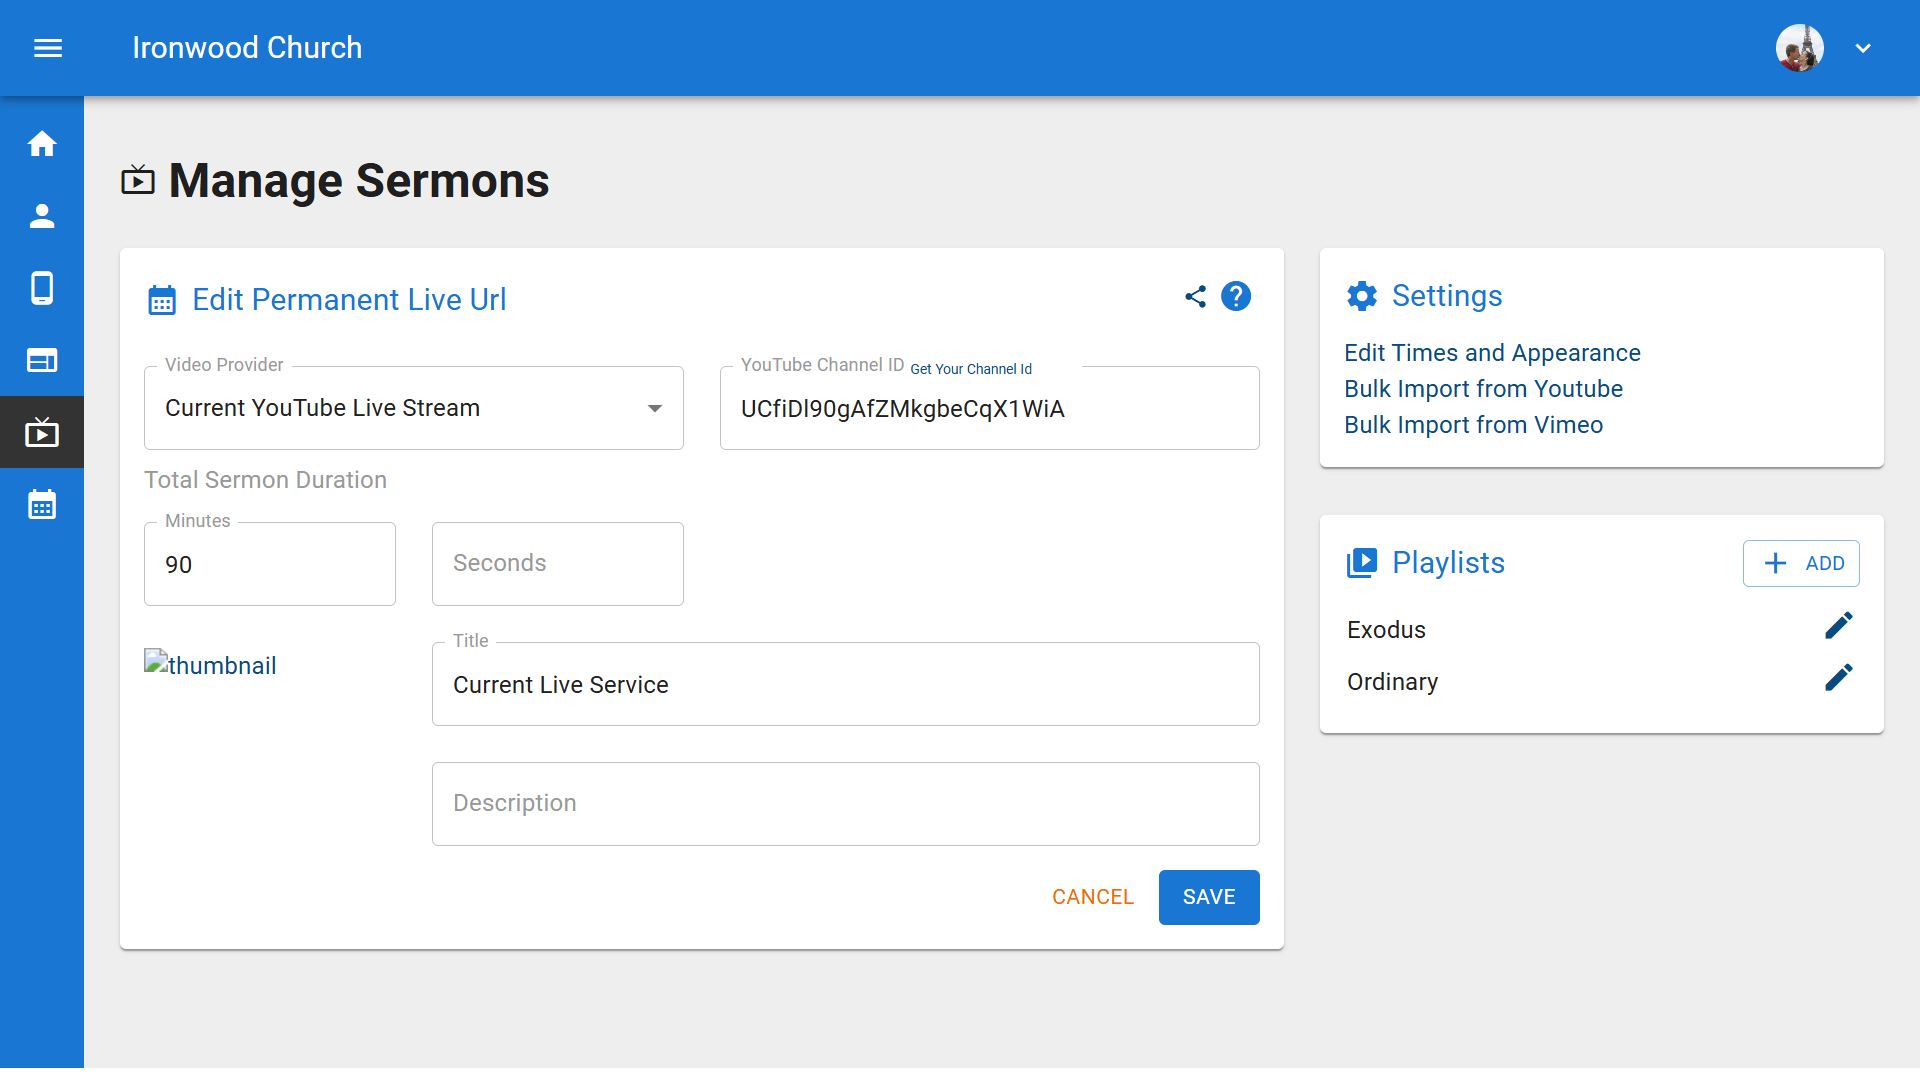 Ironwood Church
Manage Sermons
Edit Permanent Live Url
Video Provider
Current YouTube Live Stream
YouTube Channel ID Get Your Channel Id
UCfiDl90gAfZMkgbeCqX1WiA
Total Sermon Duration
Minutes
90
Seconds
thumbnail
Title
Current Live Service
Description
CANCEL
SAVE
Settings
Edit Times and Appearance
Bulk Import from Youtube
Bulk Import from Vimeo
Playlists
ADD
Exodus
Ordinary